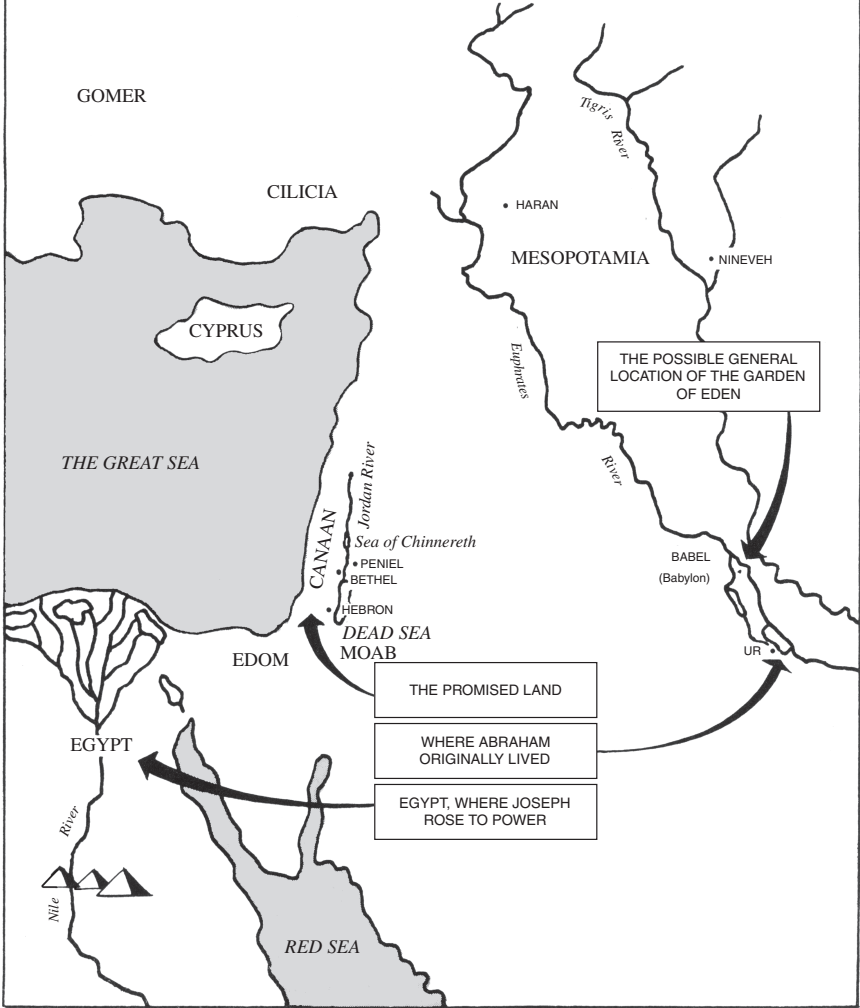 GOMER
Tigris
River
CILICIA
HARAN
MESOPOTAMIA
NINEVEH
CYPRUS
Euphrates
THE POSSIBLE GENERAL
LOCATION OF THE GARDEN
OF EDEN
THE GREAT SEA
River
Jordan River
CANAAN
Sea of Chinnereth
PENIEL
BETHEL
BABEL
(Babylon)
HEBRON
DEAD SEA
MOAB
EDOM
UR
THE PROMISED LAND
WHERE ABRAHAM
ORIGINALLY LIVED
EGYPT
EGYPT, WHERE JOSEPH
ROSE TO POWER
Nile River
RED SEA